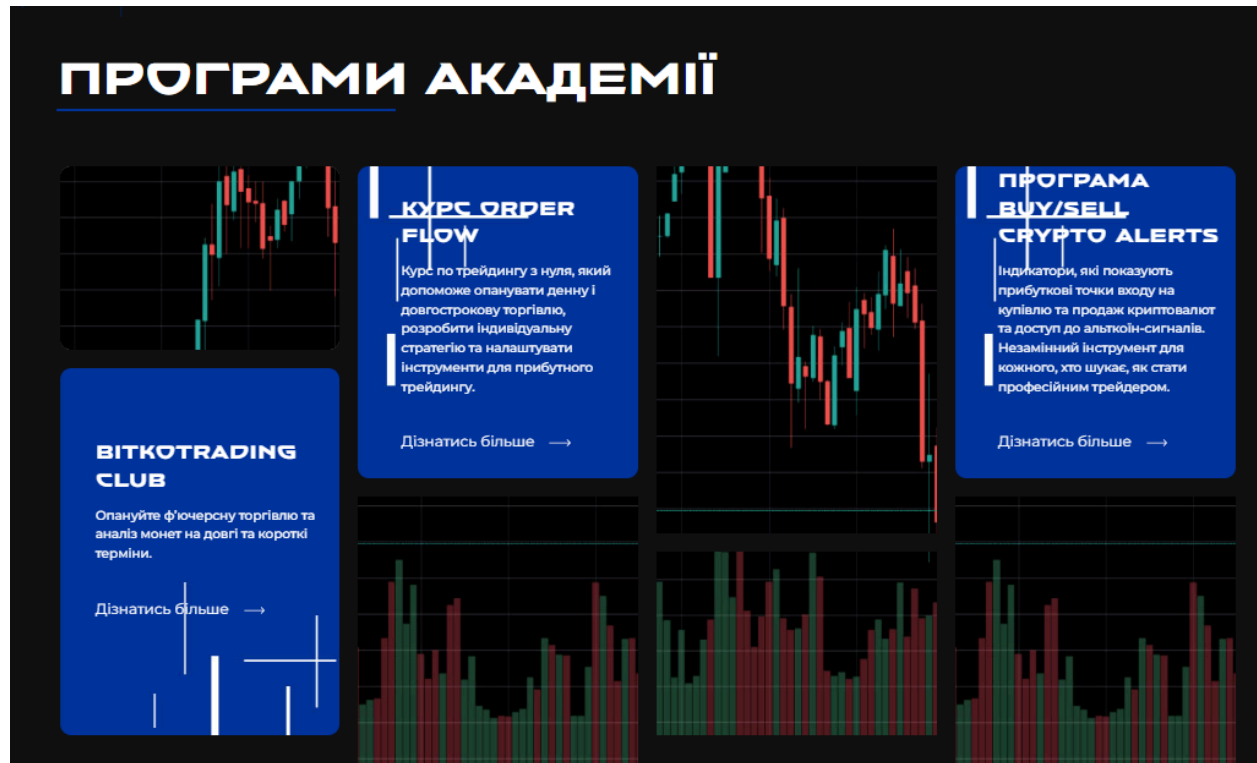 ПРОГРАМИ АКАДЕМІЇ
BITKOTRADING
CLUB
Опануйте ф'ючерсну торгівлю та
аналіз монет на довгі та короткі
терміни.
Дізнатись більше
КУРС ORDER
FLOW
Курс по трейдингу з нуля, який
допоможе опанувати денну і
довгострокову торгівлю,
розробити індивідуальну
стратегію та налаштувати
інструменти для прибутного
трейдингу.
Дізнатись більше
ПРОГРАМА
BUY/SELL
CRYPTO ALERTS
Індикатори, які показують
прибуткові точки входу на
купівлю та продаж криптовалют
та доступ до альткоїн-сигналів.
Незамінний інструмент для
кожного, хто шукає, як стати
професійним трейдером.
Дізнатись більше